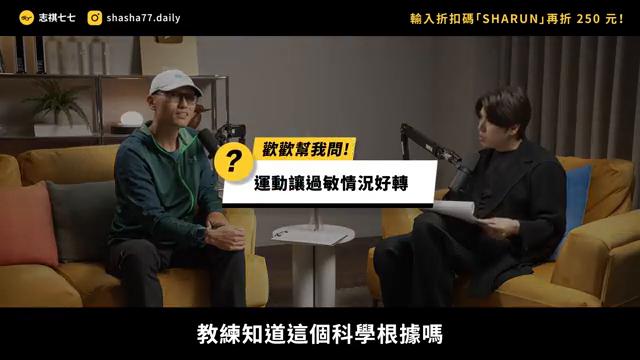 志祺七七
shasha77.daily
輸入折扣碼「SHARUN」再折 250 元!
?
歡歡幫我問!
運動讓過敏情況好轉
教練知道這個科學根據嗎